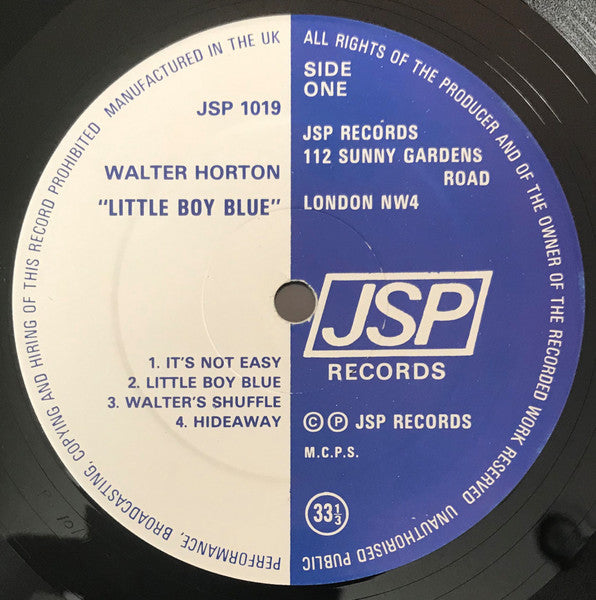 MANUFACTURED IN THE UK
ALL RIGHTS OF THE PRODUCER AND OF THE OWNER OF THE RECORDED WORK RESERVED
UNAUTHORISED PUBLIC
PERFORMANCE, BROADCASTING, COPYING AND HIRING OF THIS RECORD PROHIBITED
JSP 1019
WALTER HORTON
"LITTLE BOY BLUE"
1. IT'S NOT EASY
2. LITTLE BOY BLUE
3. WALTER'S SHUFFLE
4. HIDEAWAY
SIDE
ONE
JSP RECORDS
112 SUNNY GARDENS
ROAD
LONDON NW4
JSP
RECORDS
© ℗ JSP RECORDS
M.C.P.S.
33⅓